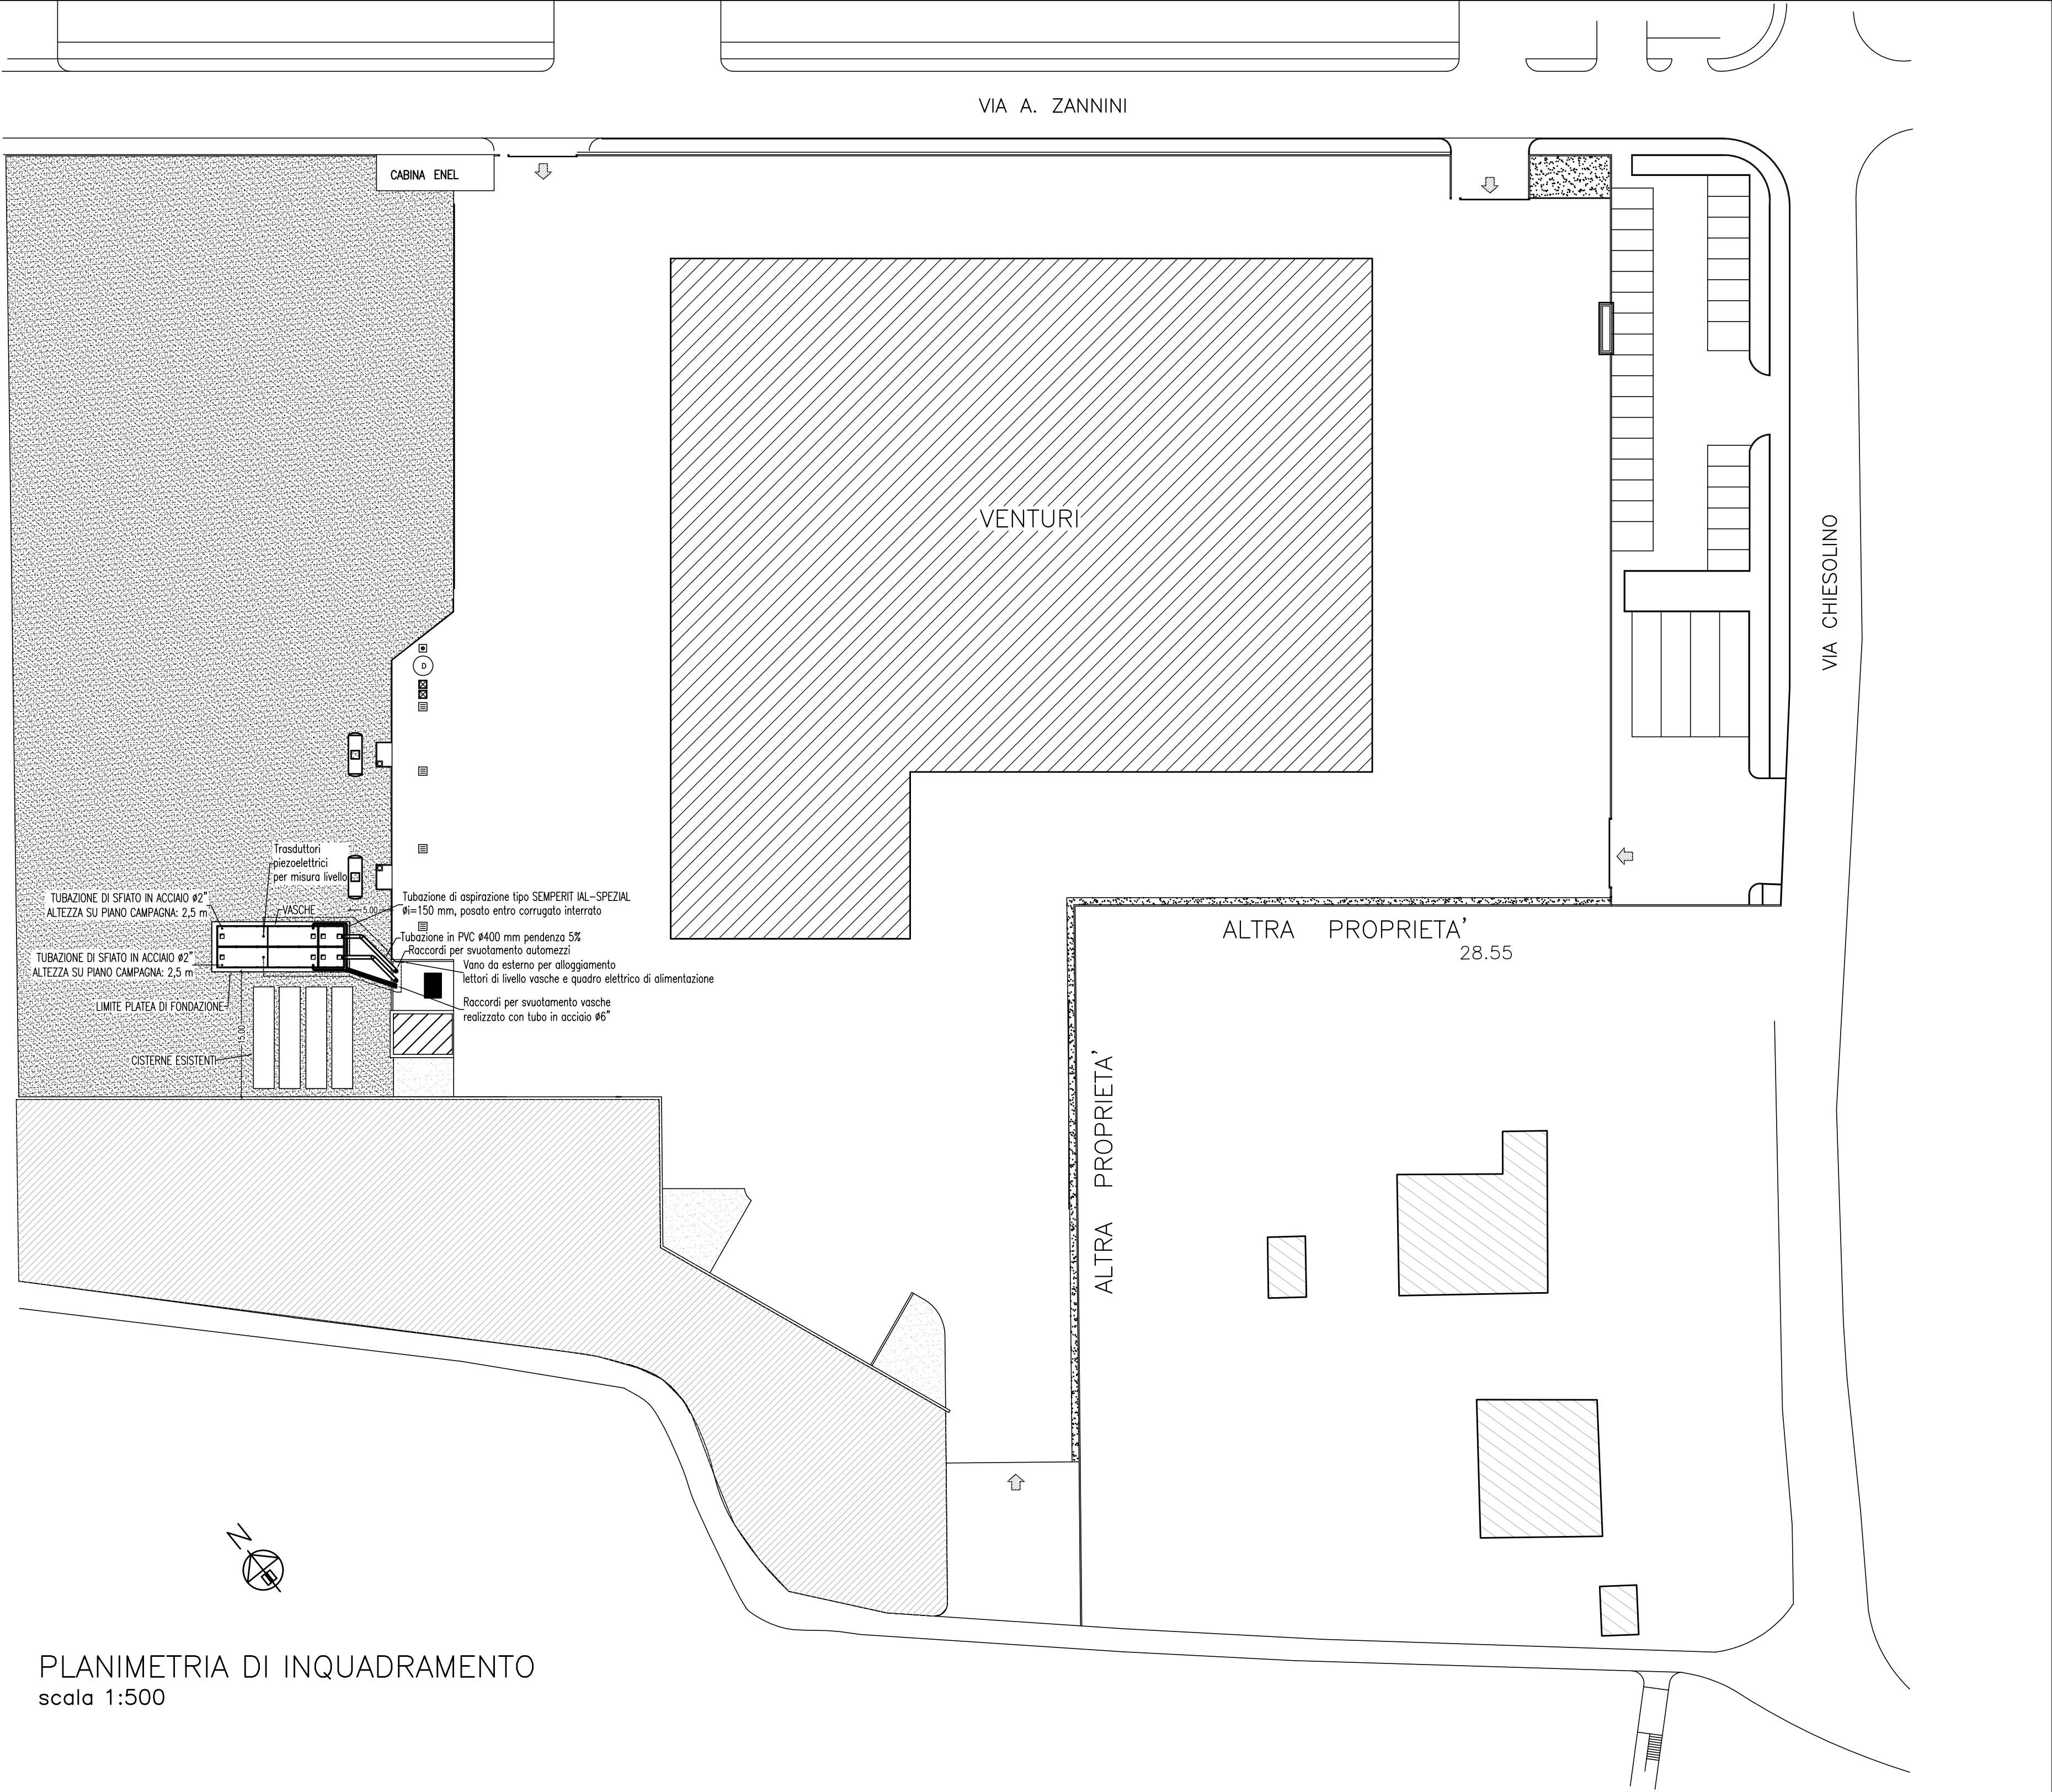 VIA A. ZANNINI
CABINA ENEL
VENTURI
VIA CHIESOLINO
D
Trasduttori
piezoelettrici
per misura livello
TUBAZIONE DI SFIATO IN ACCIAIO ø2"
ALTEZZA SU PIANO CAMPAGNA: 2,5 m
VASCHE
5.00
Tubazione di aspirazione tipo SEMPERIT IAL-SPEZIAL
Øi=150 mm, posato entro corrugato interrato
Tubazione in PVC Ø400 mm pendenza 5%
Raccordi per svuotamento automezzi
TUBAZIONE DI SFIATO IN ACCIAIO ø2"
ALTEZZA SU PIANO CAMPAGNA: 2,5 m
Vano da esterno per alloggiamento
lettori di livello vasche e quadro elettrico di alimentazione
LIMITE PLATEA DI FONDAZIONE
Raccordi per svuotamento vasche
realizzato con tubo in acciaio ø6"
15.00
CISTERNE ESISTENTI
ALTRA PROPRIETA'
28.55
ALTRA PROPRIETA'
N
PLANIMETRIA DI INQUADRAMENTO
scala 1:500